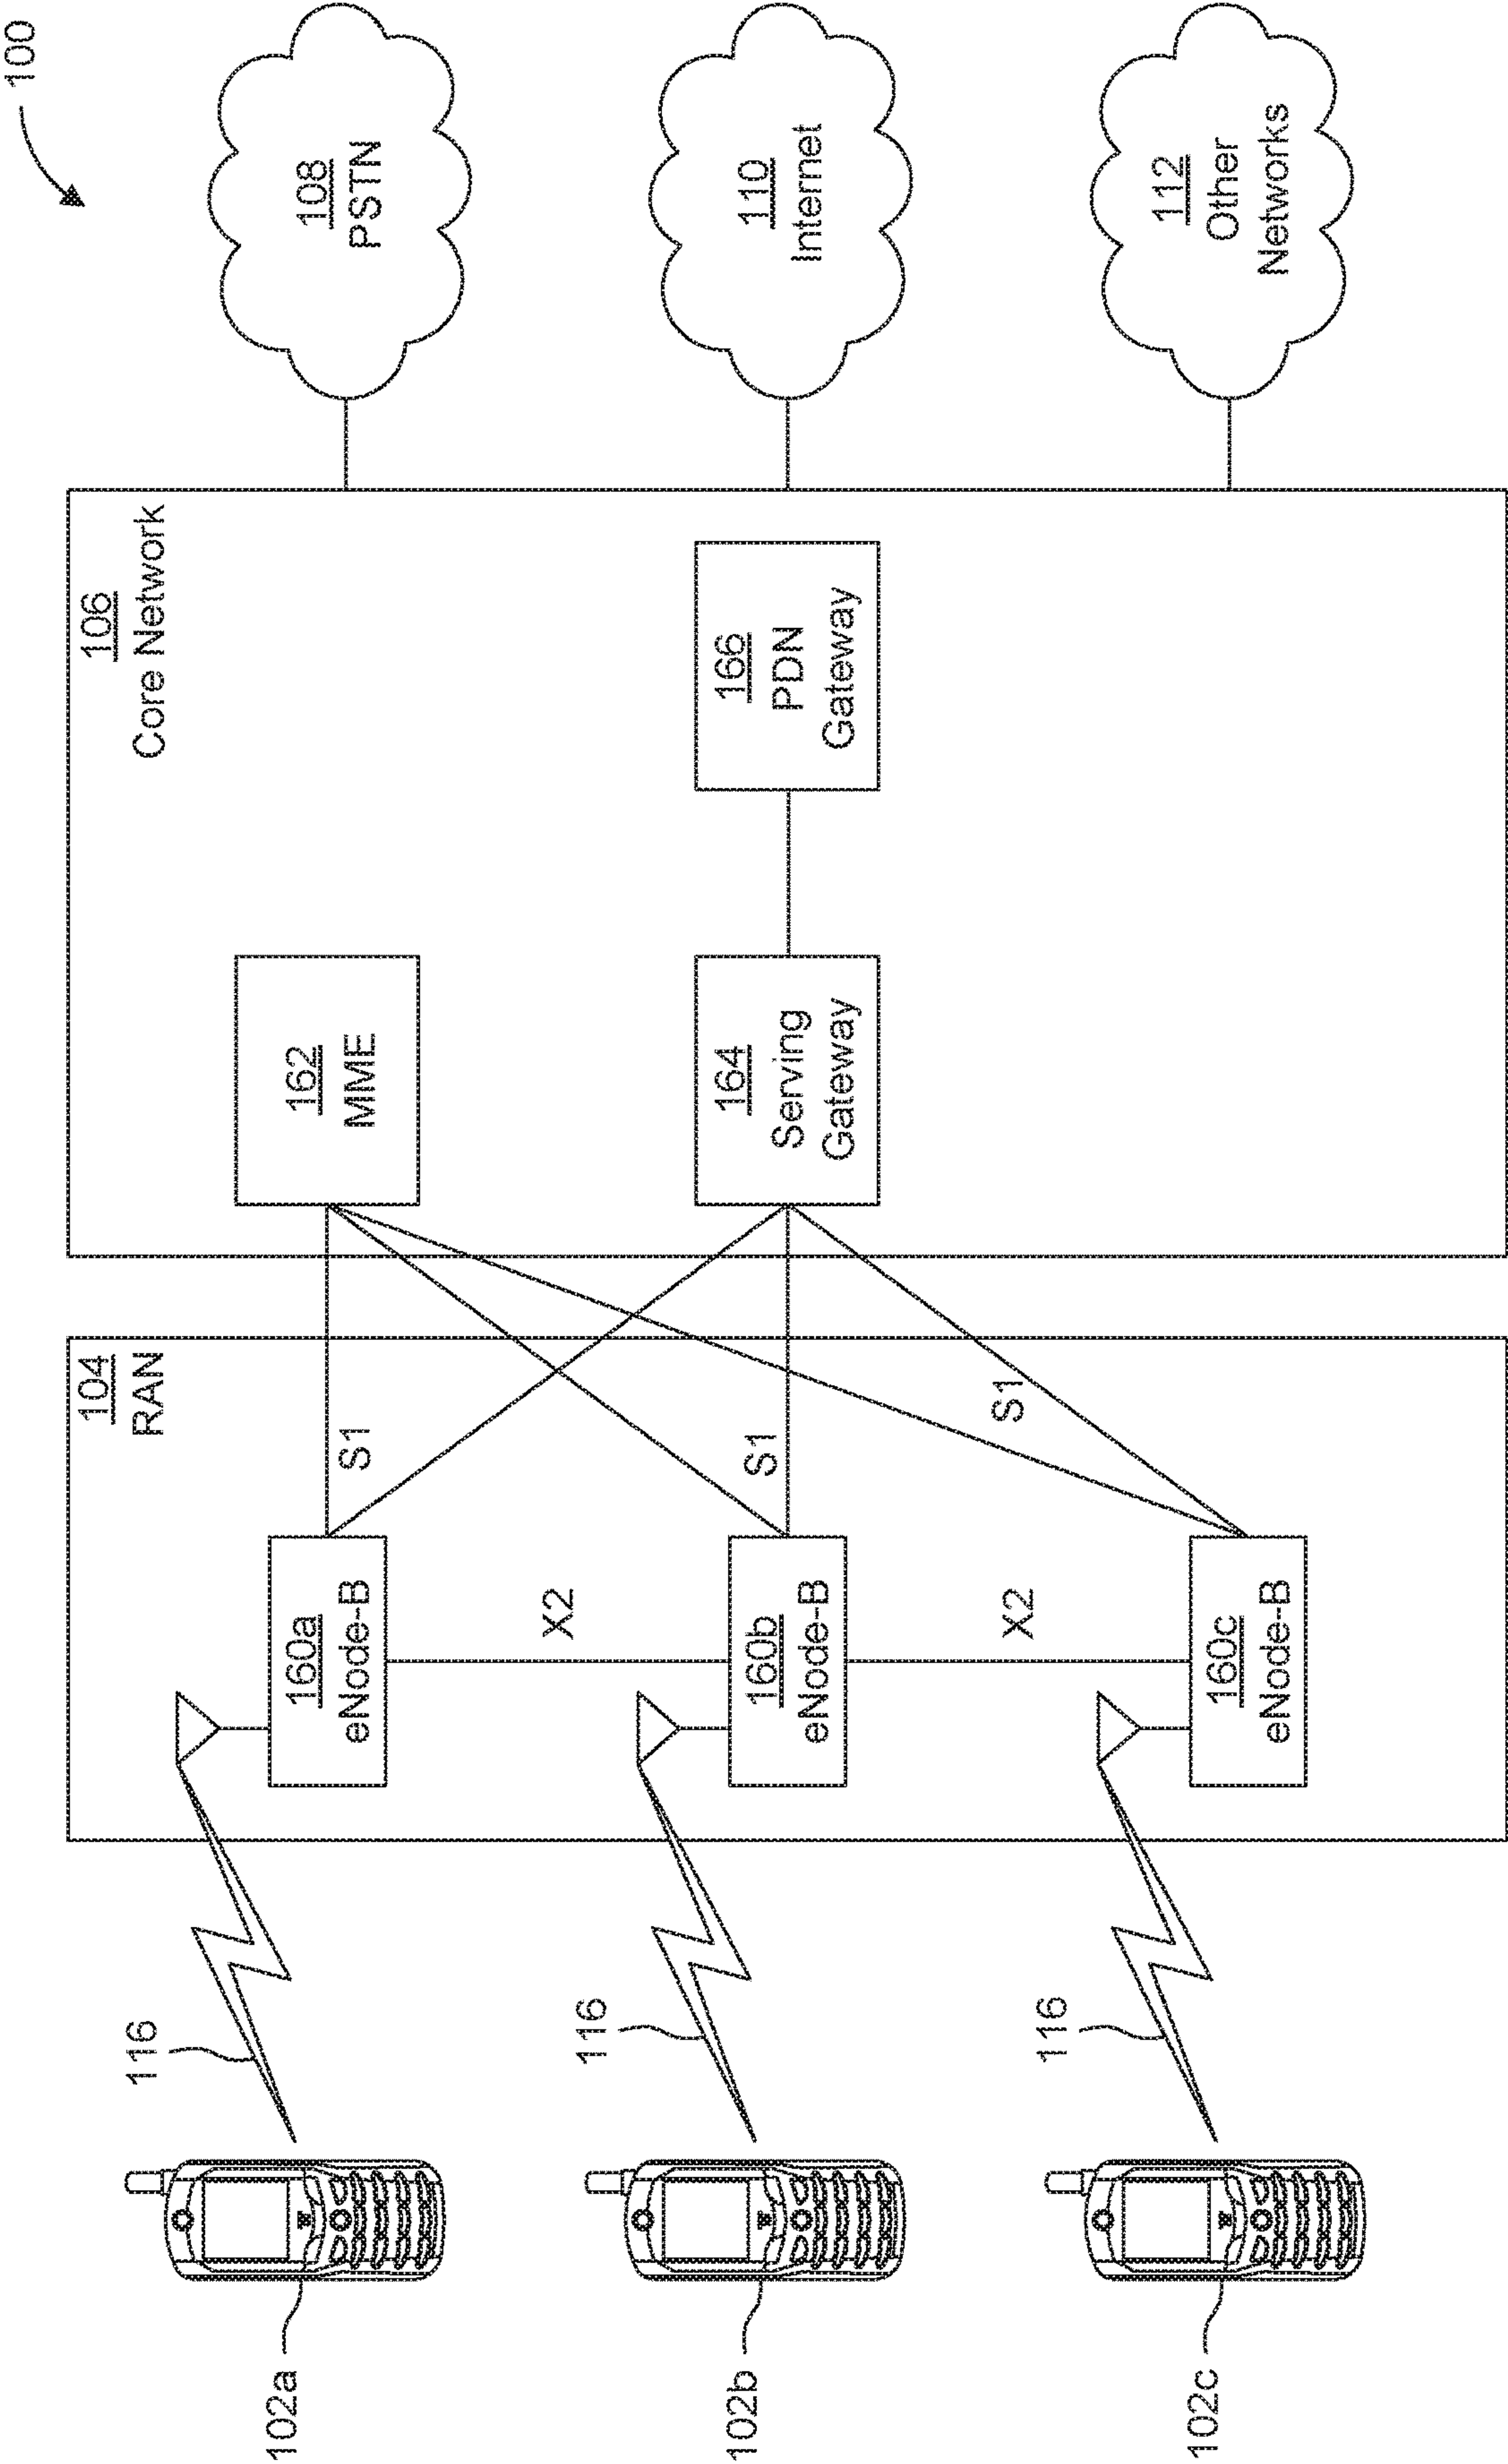 100
102a
116
104
RAN
160a
eNode-B
S1
X2
102b
116
160b
eNode-B
S1
X2
102c
116
160c
eNode-B
S1
106
Core Network
162
MME
164
Serving
Gateway
166
PDN
Gateway
108
PSTN
110
Internet
112
Other
Networks